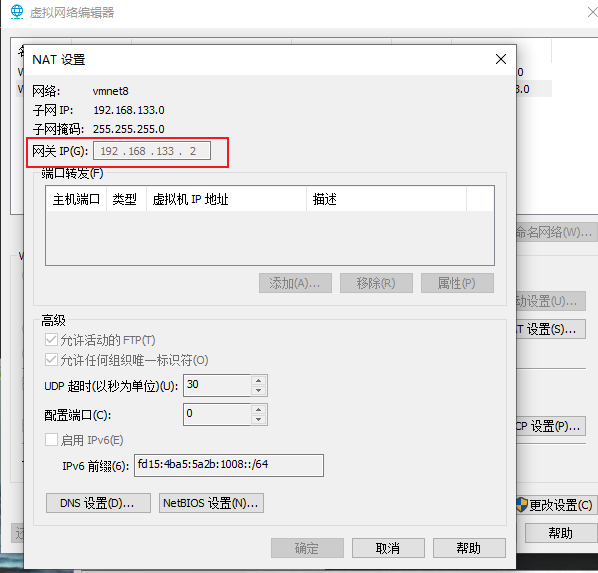 虚拟网络编辑器
NAT 设置
网络: vmnet8
子网 IP: 192.168.133.0
子网掩码: 255.255.255.0
网关 IP(G): 192 . 168 . 133 . 2
端口转发(F)
主机端口 类型 虚拟机 IP 地址 描述
添加(A)... 移除(R) 属性(P)
高级
允许活动的 FTP(T)
允许任何组织唯一标识符(O)
UDP 超时(以秒为单位)(U): 30
配置端口(C): 0
启用 IPv6(E)
IPv6 前缀(6): fd15:4ba5:5a2b:1008::/64
DNS 设置(D)... NetBIOS 设置(N)...
确定 取消 帮助
命名网络(W)...
设置(U)...
设置(S)...
设置(P)...
更改设置(C)
帮助